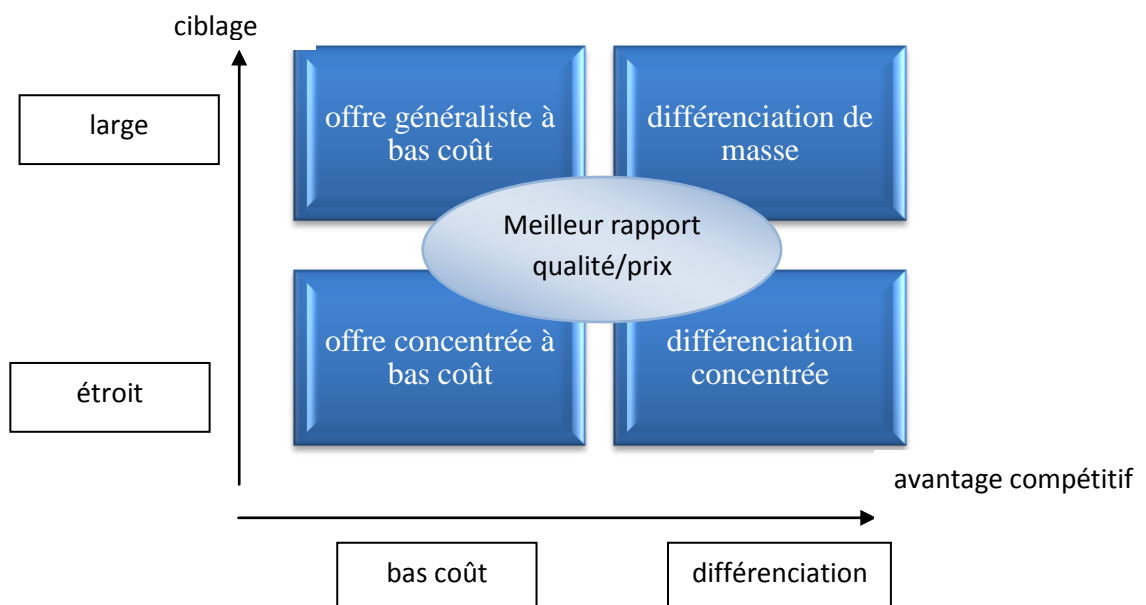 ciblage
large
offre généraliste à
bas coût
différenciation de
masse
Meilleur rapport
qualité/prix
étroit
offre concentrée à
bas coût
différenciation
concentrée
avantage compétitif
bas coût
différenciation